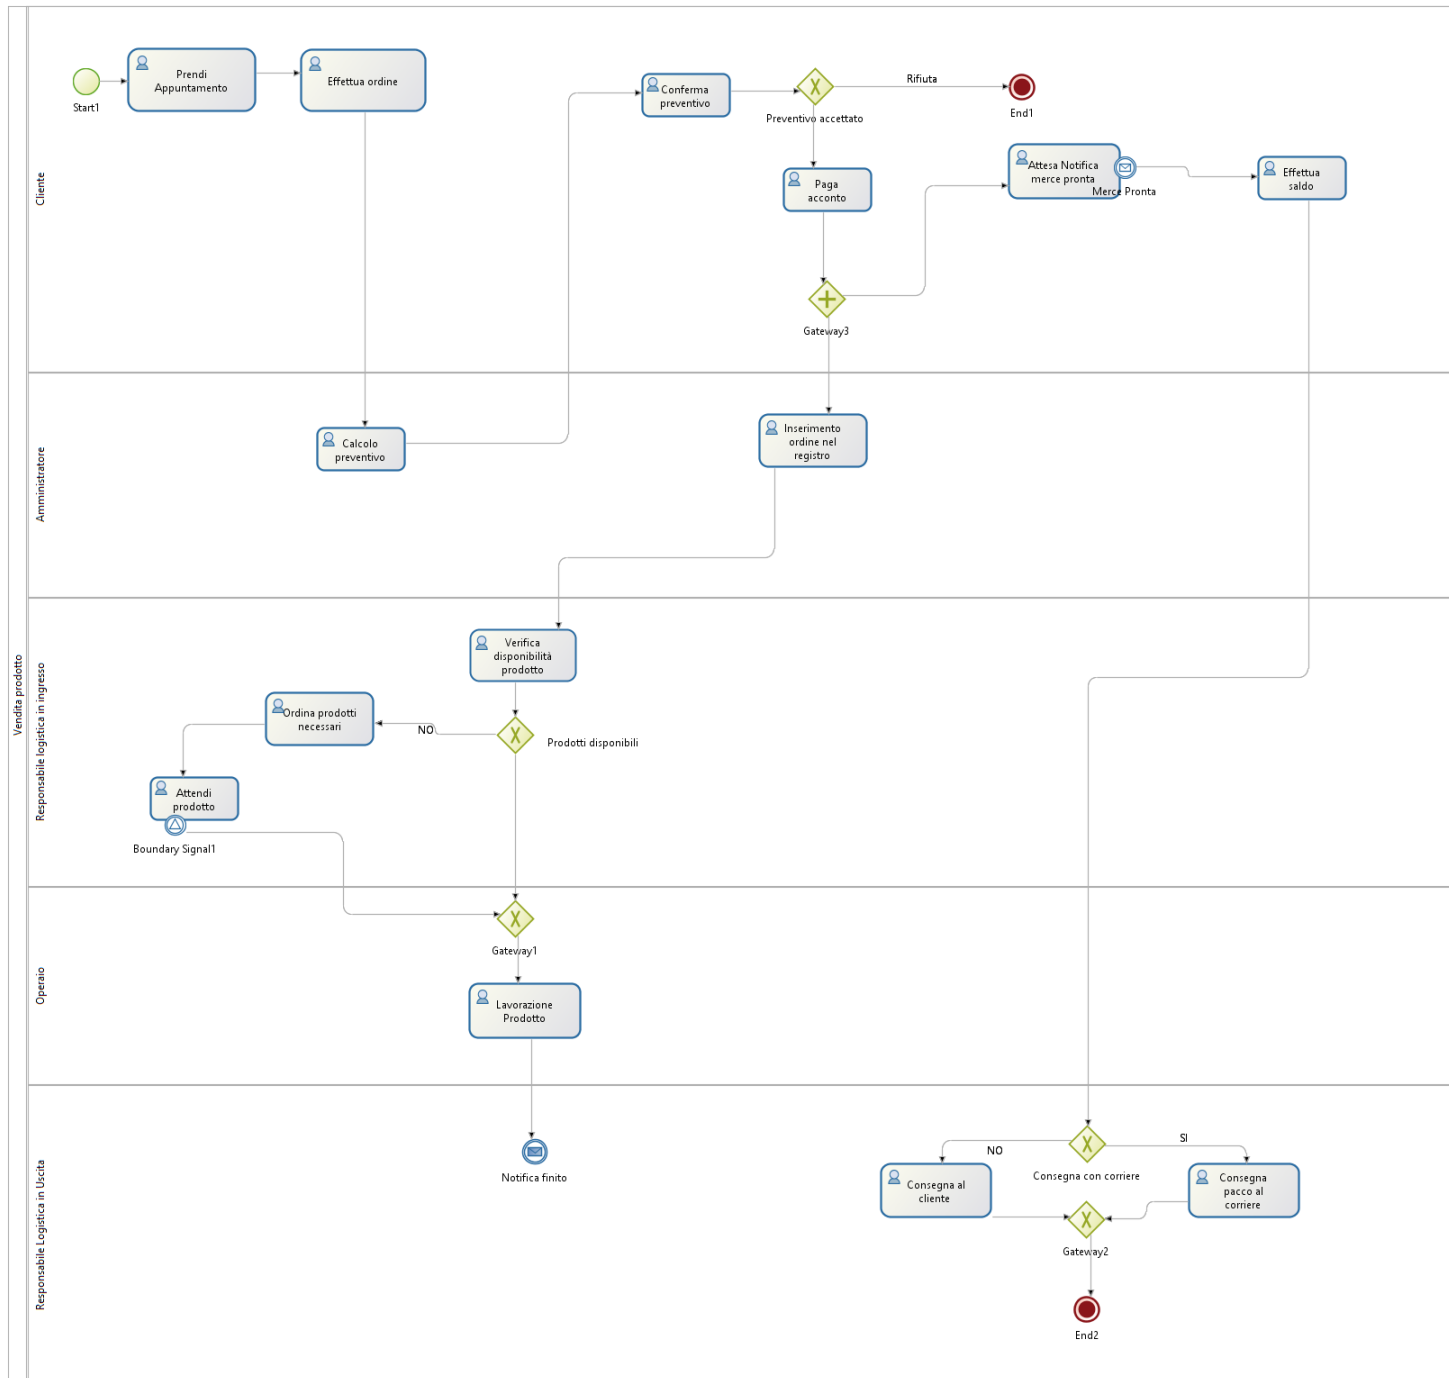 Vendita prodotto
Cliente
Start1
Prendi
Appuntamento
Effettua ordine
Conferma
preventivo
Preventivo accettato
Rifiuta
End1
Paga
acconto
Attesa Notifica
merce pronta
Merce Pronta
Effettua
saldo
Gateway3
Amministratore
Calcolo
preventivo
Inserimento
ordine nel
registro
Responsabile logistica in ingresso
Verifica
disponibilità
prodotto
Ordina prodotti
necessari
NO
Prodotti disponibili
Attendi
prodotto
Boundary Signal1
Operaio
Gateway1
Lavorazione
Prodotto
Responsabile Logistica in Uscita
Notifica finito
NO
SI
Consegna con corriere
Consegna al
cliente
Consegna
pacco al
corriere
Gateway2
End2